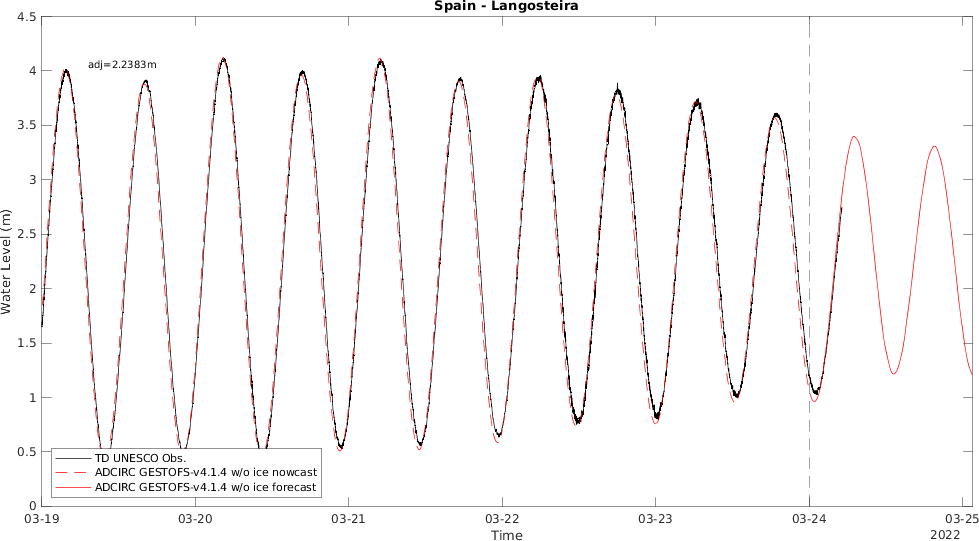 Spain - Langosteira
4.5
adj=2.2383m
4
3.5
3
2.5
2
1.5
1
0.5
0
Water Level (m)
TD UNESCO Obs.
ADCIRC GESTOFS-v4.1.4 w/o ice nowcast
ADCIRC GESTOFS-v4.1.4 w/o ice forecast
03-19 03-20 03-21 03-22 03-23 03-24 03-25
Time
2022